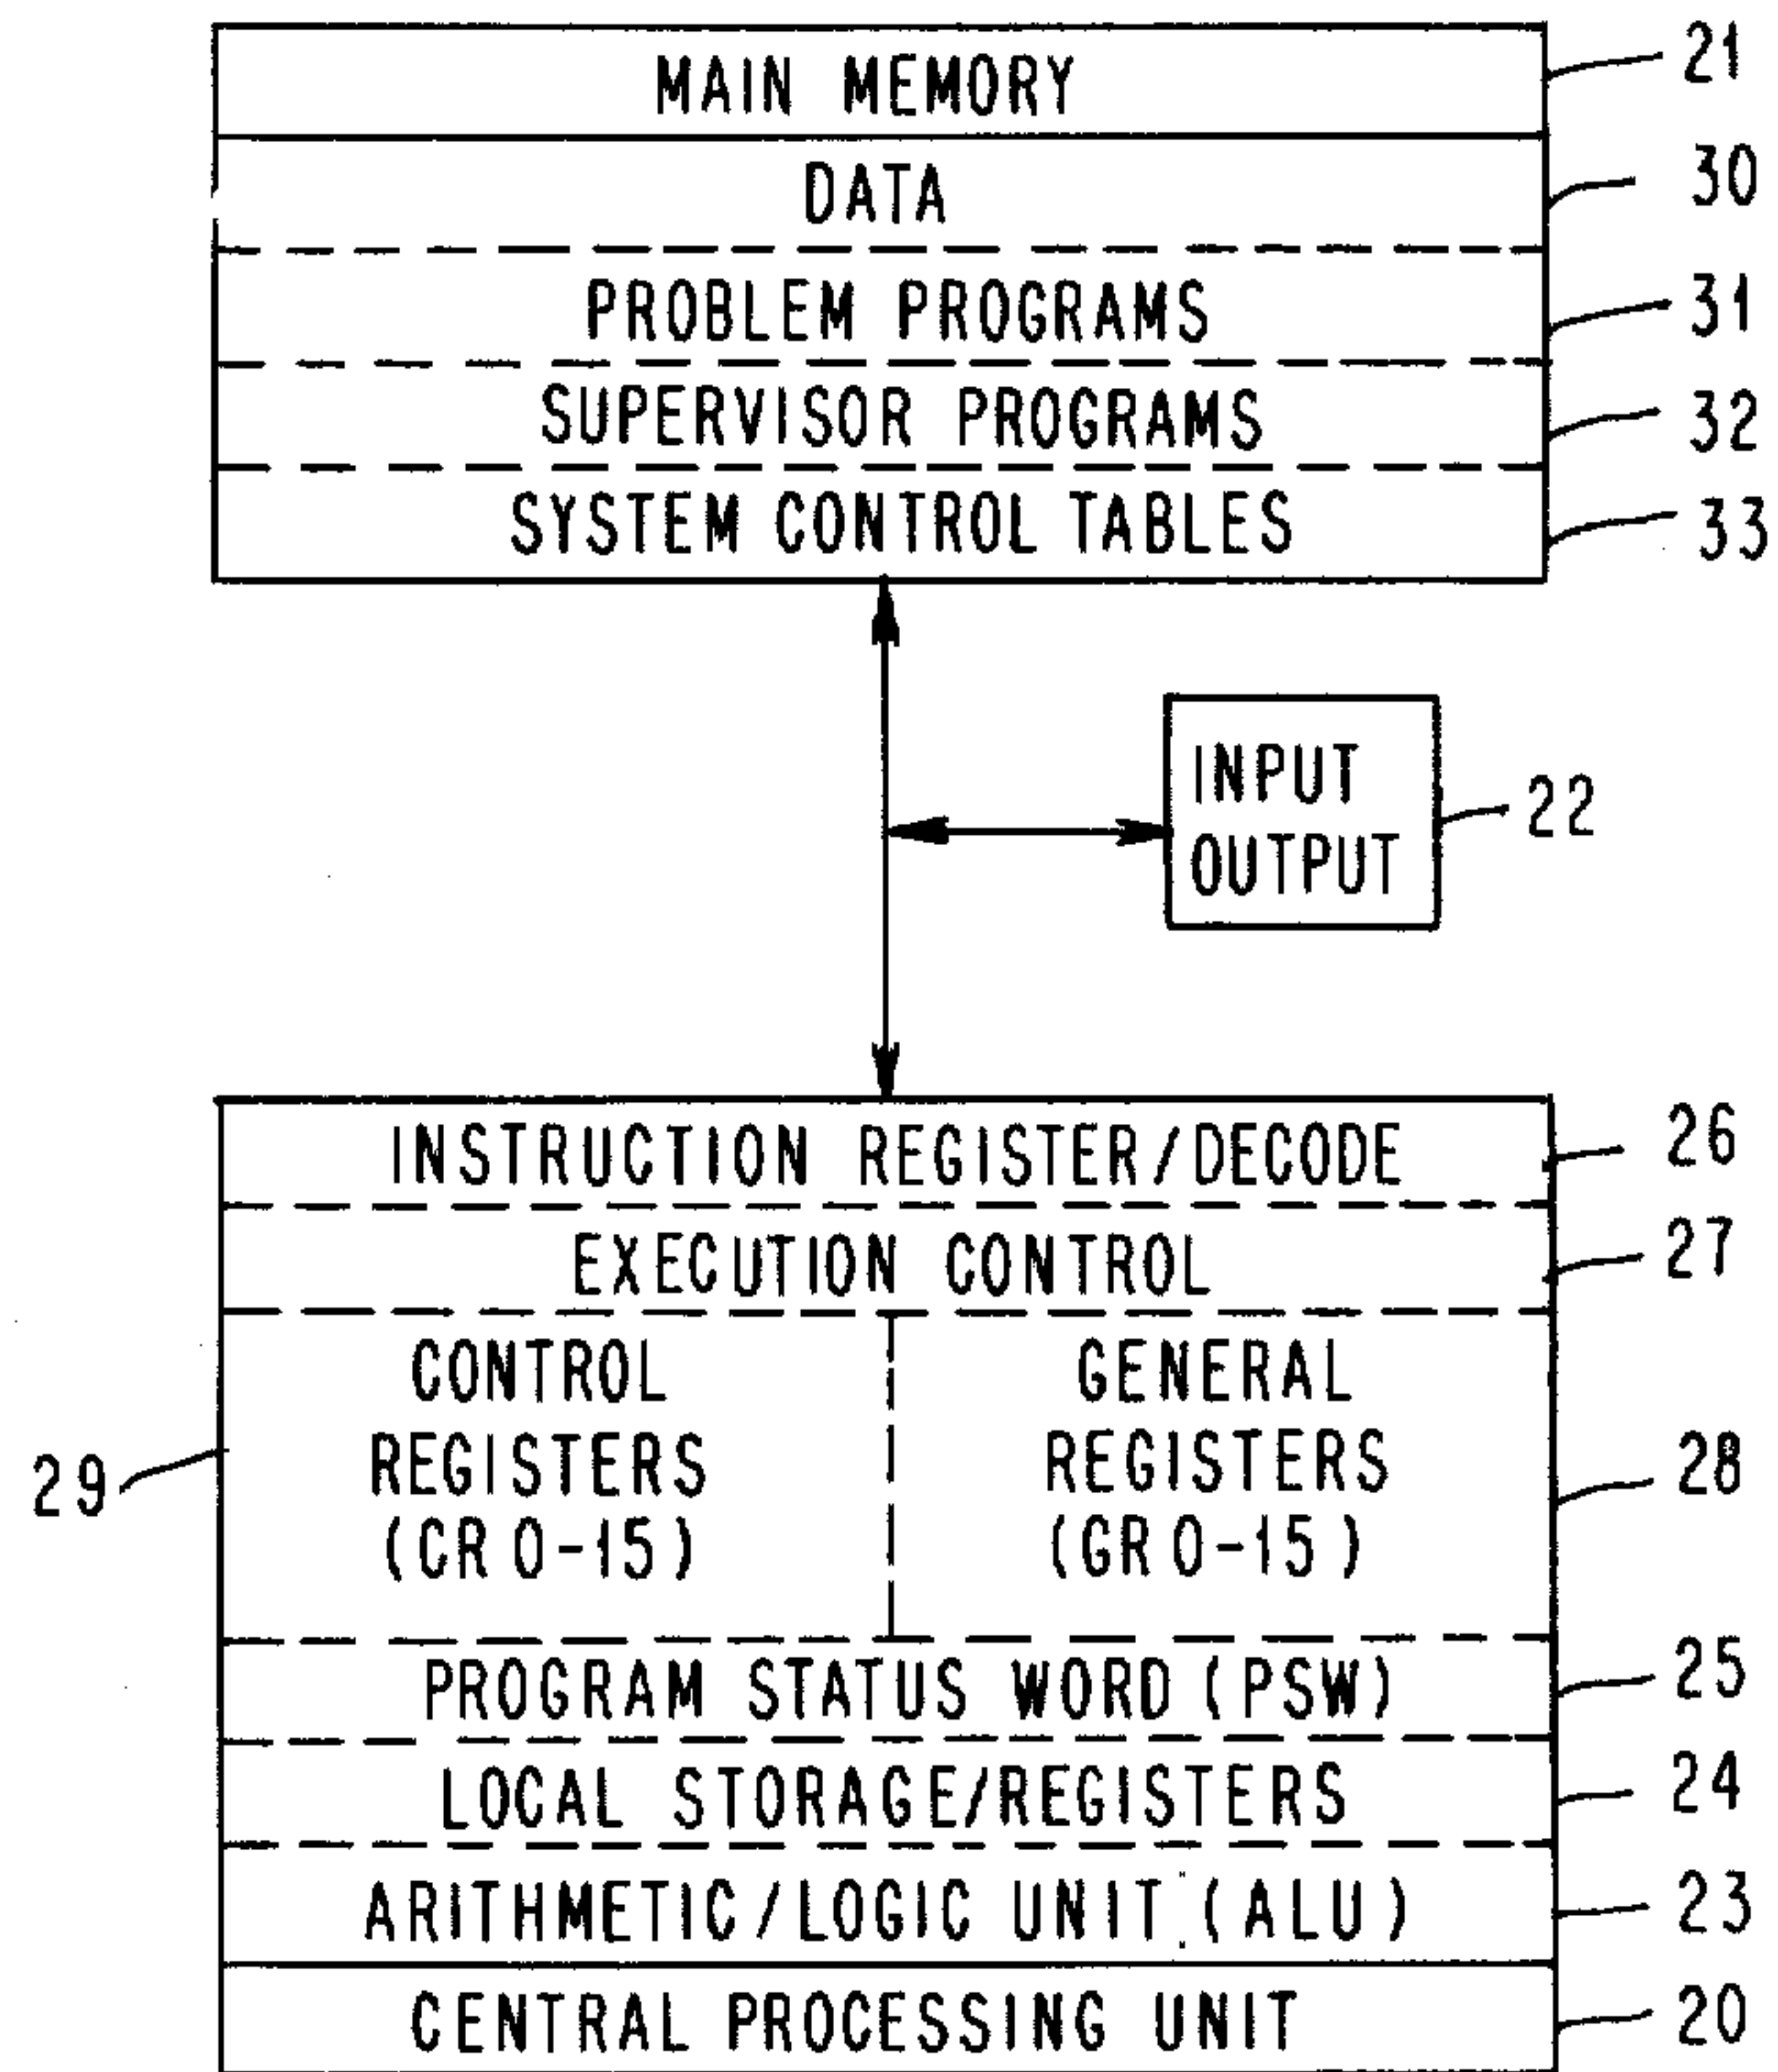 MAIN MEMORY 21
DATA 30
PROBLEM PROGRAMS 31
SUPERVISOR PROGRAMS 32
SYSTEM CONTROL TABLES 33
INPUT
OUTPUT
22
INSTRUCTION REGISTER/DECODE 26
EXECUTION CONTROL 27
29
CONTROL
REGISTERS
(CR 0-15)
GENERAL
REGISTERS
(GR 0-15)
28
PROGRAM STATUS WORD (PSW) 25
LOCAL STORAGE/REGISTERS 24
ARITHMETIC/LOGIC UNIT (ALU) 23
CENTRAL PROCESSING UNIT 20